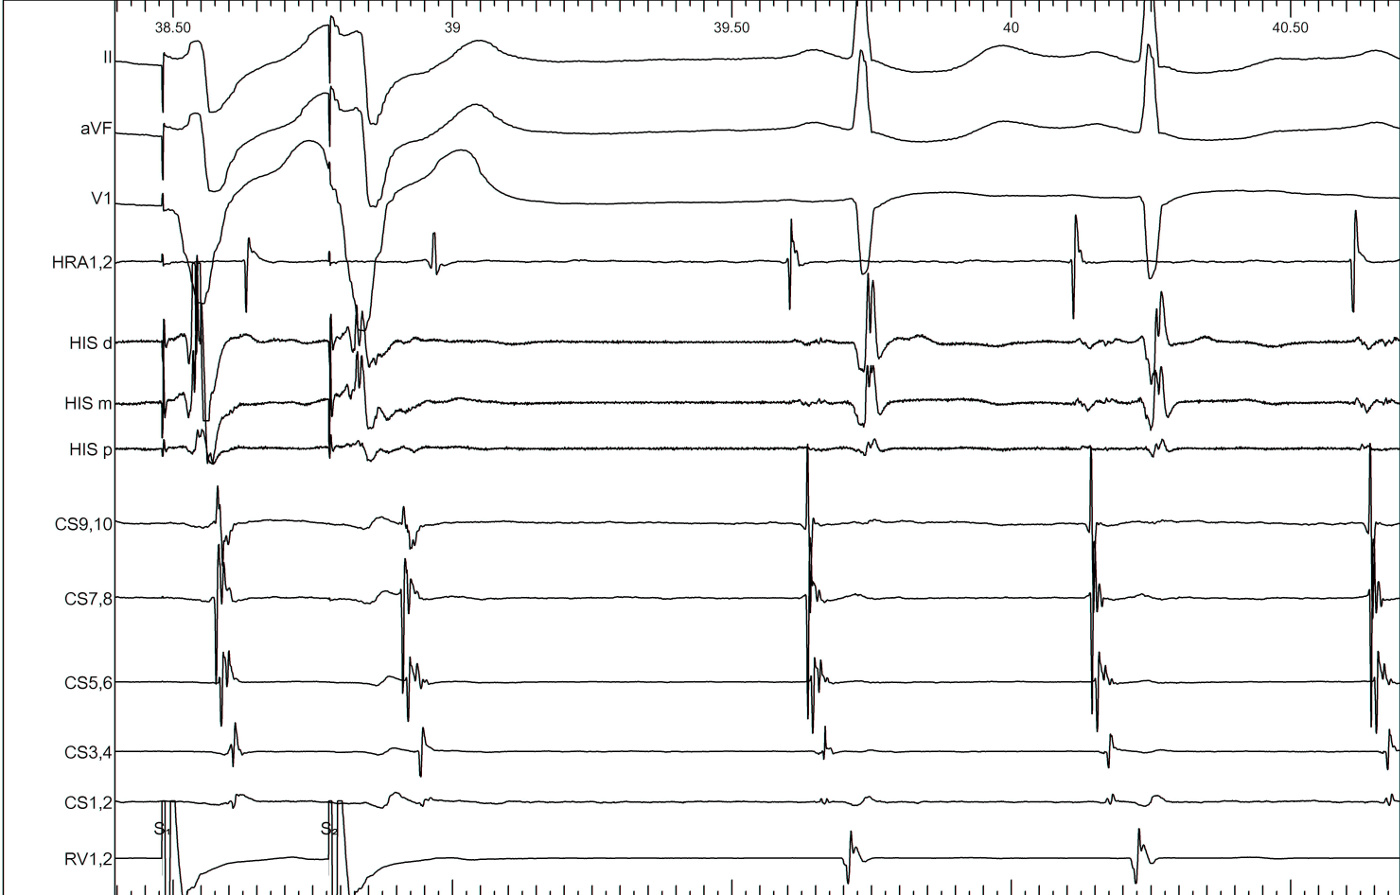 38.50 39 39.50 40 40.50
II
aVF
V1
HRA1,2
HIS d
HIS m
HIS p
CS9,10
CS7,8
CS5,6
CS3,4
CS1,2
S1 S2
RV1,2